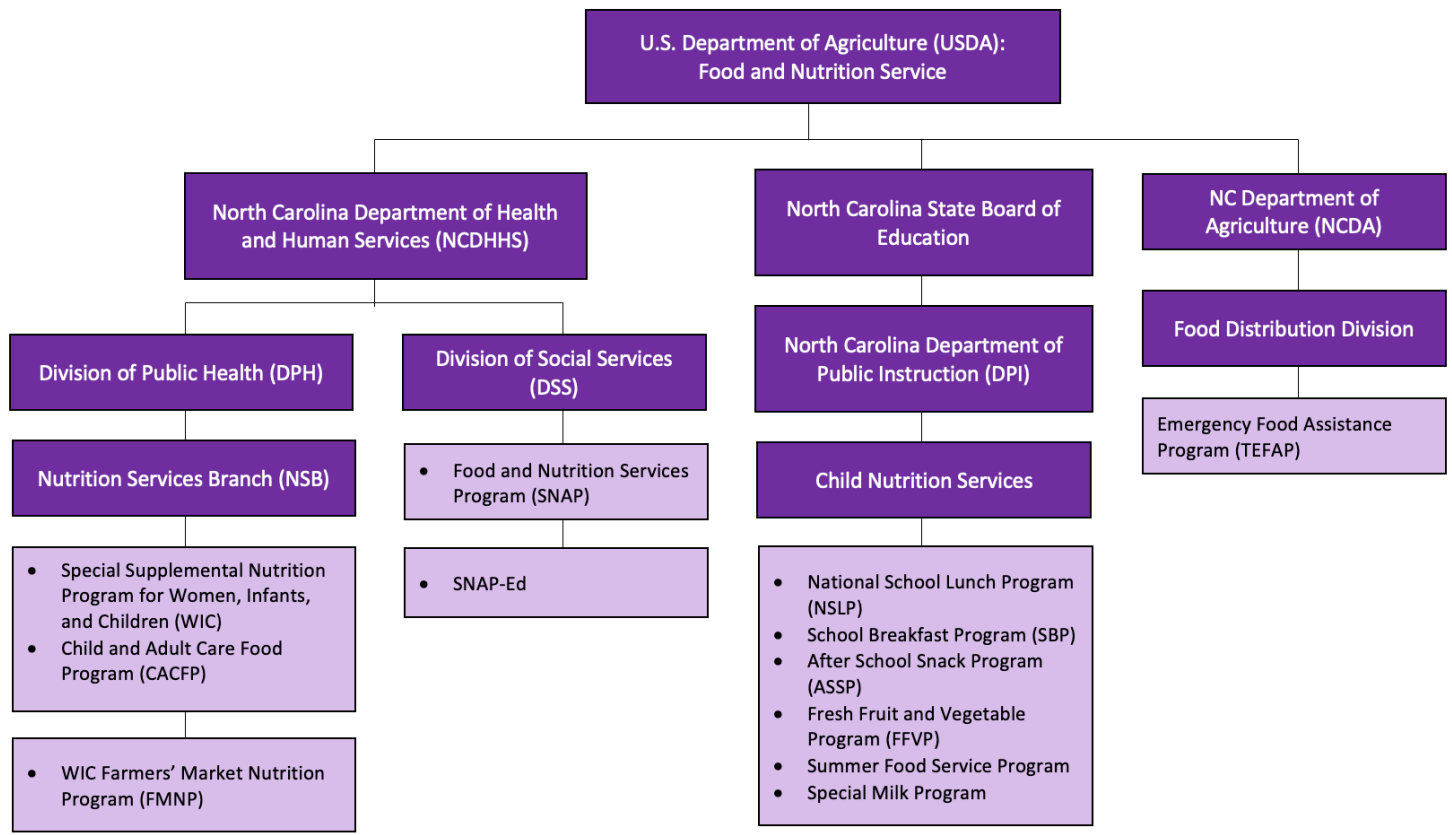 U.S. Department of Agriculture (USDA):
Food and Nutrition Service
North Carolina Department of Health
and Human Services (NCDHHS)
Division of Public Health (DPH)
Nutrition Services Branch (NSB)
• Special Supplemental Nutrition
Program for Women, Infants,
and Children (WIC)
• Child and Adult Care Food
Program (CACFP)
• WIC Farmers’ Market Nutrition
Program (FMNP)
Division of Social Services
(DSS)
• Food and Nutrition Services
Program (SNAP)
• SNAP-Ed
North Carolina State Board of
Education
North Carolina Department of
Public Instruction (DPI)
Child Nutrition Services
• National School Lunch Program
(NSLP)
• School Breakfast Program (SBP)
• After School Snack Program
(ASSP)
• Fresh Fruit and Vegetable
Program (FFVP)
• Summer Food Service Program
• Special Milk Program
NC Department of
Agriculture (NCDA)
Food Distribution Division
Emergency Food Assistance
Program (TEFAP)